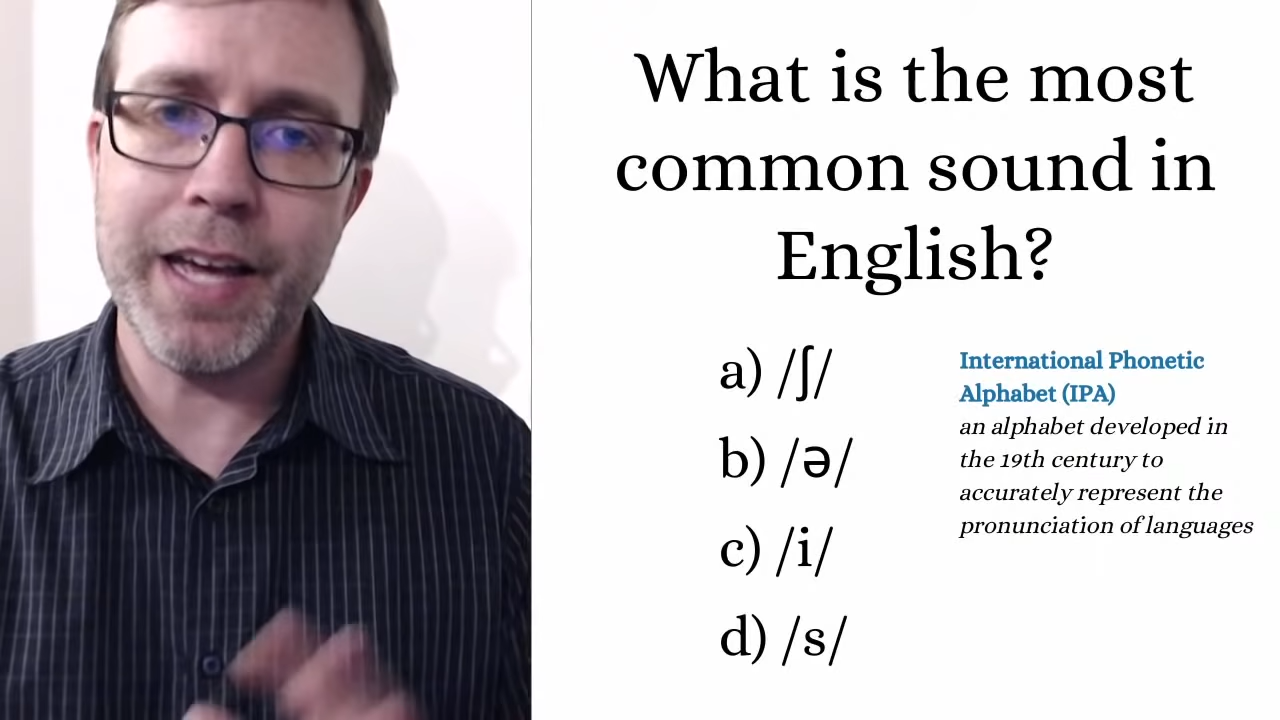 What is the most
common sound in
English?
a) /ʃ/
b) /ə/
c) /i/
d) /s/
International Phonetic
Alphabet (IPA)
an alphabet developed in
the 19th century to
accurately represent the
pronunciation of languages